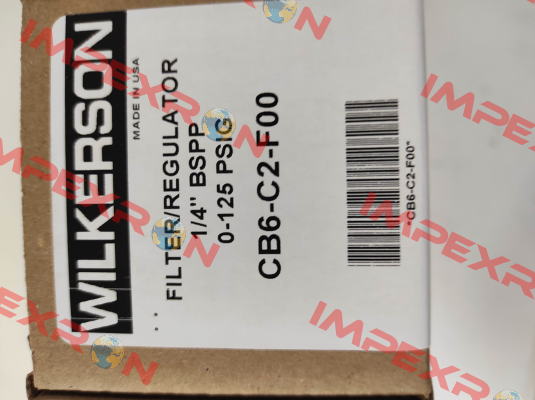 WILKERSON
MADE IN USA
FILTER/REGULATOR
1/4" BSPP
0-125 PSIG
CB6-C2-F00
*CB6-C2-F00*
IMPEXRON
IMPEXRON
IMPEXRON
IMPEXRON
IMPEXRON